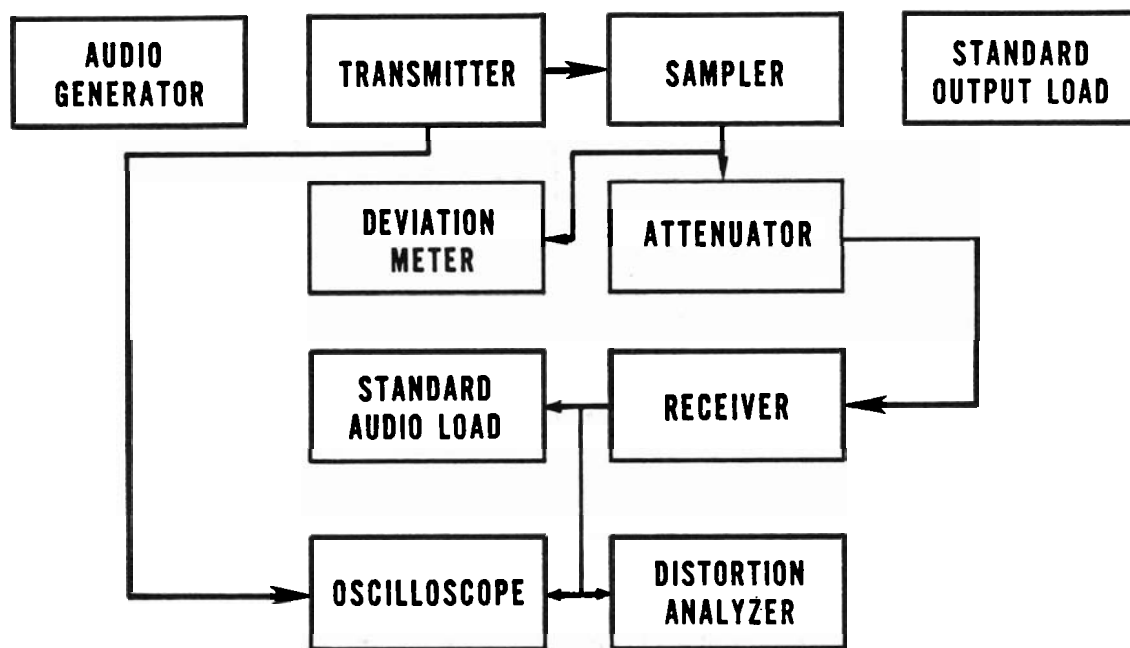 AUDIO
GENERATOR
TRANSMITTER
SAMPLER
STANDARD
OUTPUT LOAD
DEVIATION
METER
ATTENUATOR
STANDARD
AUDIO LOAD
RECEIVER
OSCILLOSCOPE
DISTORTION
ANALYZER